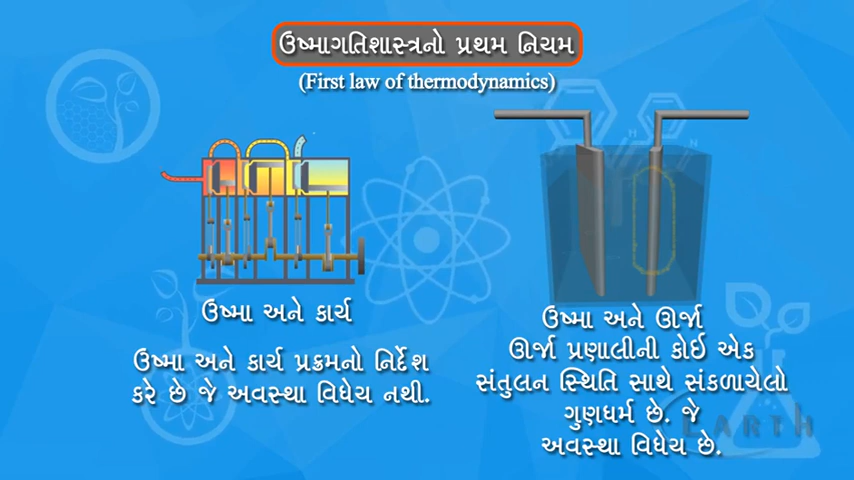 ઉષ્માગતિશાસ્ત્રનો પ્રથમ નિયમ
(First law of thermodynamics)
ઉષ્મા અને કાર્ય
ઉષ્મા અને કાર્ય પ્રક્રમનો નિર્દેશ
કરે છે જે અવસ્થા વિધેય નથી.
ઉષ્મા અને ઊર્જા
ઊર્જા પ્રણાલીની કોઈ એક
સંતુલન સ્થિતિ સાથે સંકળાયેલો
ગુણધર્મ છે. જે
અવસ્થા વિધેય છે.
EARTH